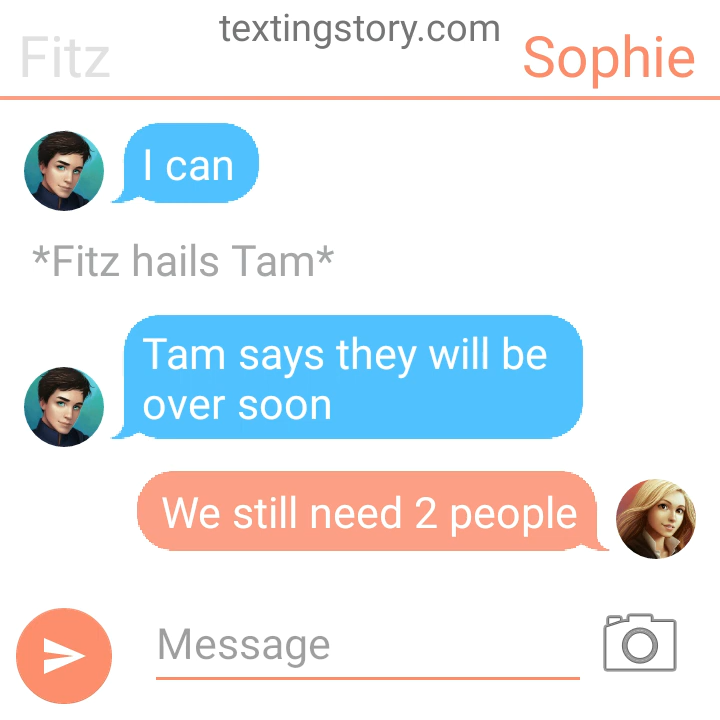 textingstory.com
Fitz
Sophie
I can
*Fitz hails Tam*
Tam says they will be
over soon
We still need 2 people
Message